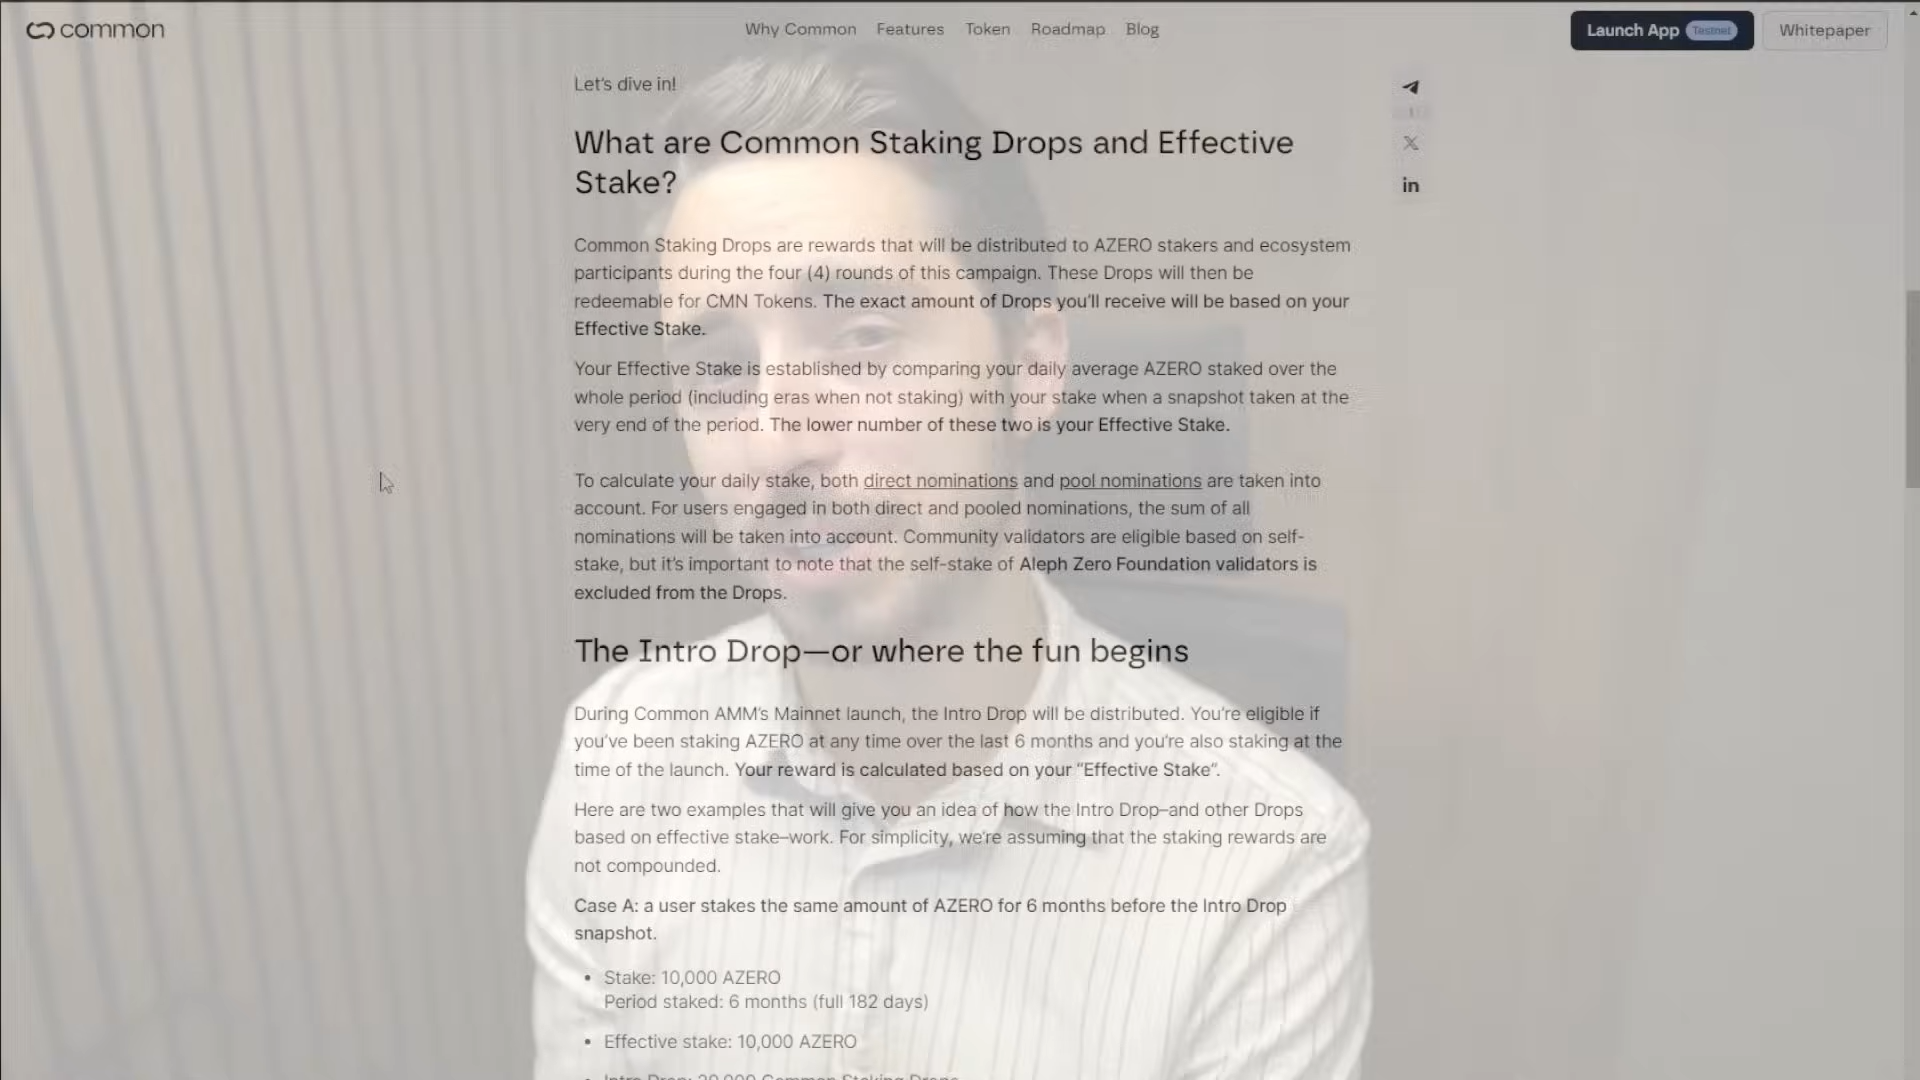 common
Why Common
Features
Token
Roadmap
Blog
Launch App
Testnet
Whitepaper
Let's dive in!
What are Common Staking Drops and Effective
Stake?
in
Common Staking Drops are rewards that will be distributed to AZERO stakers and ecosystem
participants during the four (4) rounds of this campaign. These Drops will then be
redeemable for CMN Tokens. The exact amount of Drops you'll receive will be based on your
Effective Stake.
Your Effective Stake is established by comparing your daily average AZERO staked over the
whole period (including eras when not staking) with your stake when a snapshot taken at the
very end of the period. The lower number of these two is your Effective Stake.
To calculate your daily stake, both direct nominations and pool nominations are taken into
account. For users engaged in both direct and pooled nominations, the sum of all
nominations will be taken into account. Community validators are eligible based on self-
stake, but it's important to note that the self-stake of Aleph Zero Foundation validators is
excluded from the Drops.
The Intro Drop—or where the fun begins
During Common AMM's Mainnet launch, the Intro Drop will be distributed. You're eligible if
you've been staking AZERO at any time over the last 6 months and you're also staking at the
time of the launch. Your reward is calculated based on your "Effective Stake".
Here are two examples that will give you an idea of how the Intro Drop–and other Drops
based on effective stake–work. For simplicity, we're assuming that the staking rewards are
not compounded.
Case A: a user stakes the same amount of AZERO for 6 months before the Intro Drop
snapshot.
• Stake: 10,000 AZERO
Period staked: 6 months (full 182 days)
• Effective stake: 10,000 AZERO
• Intro Drop: 20,000 Common Staking Drops